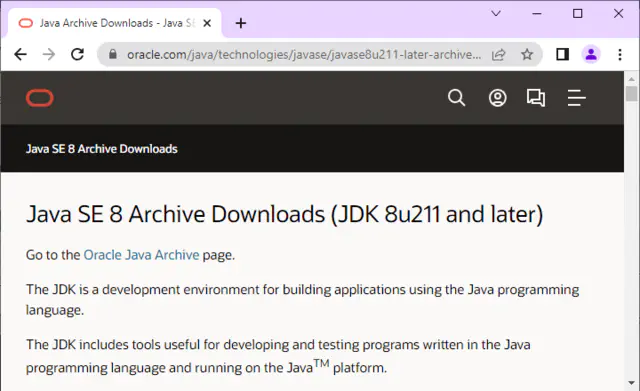 Java Archive Downloads - Java S
oracle.com/java/technologies/javase/javase8u211-later-archive...
Java SE 8 Archive Downloads
Java SE 8 Archive Downloads (JDK 8u211 and later)
Go to the Oracle Java Archive page.
The JDK is a development environment for building applications using the Java programming
language.
The JDK includes tools useful for developing and testing programs written in the Java
programming language and running on the Java™ platform.